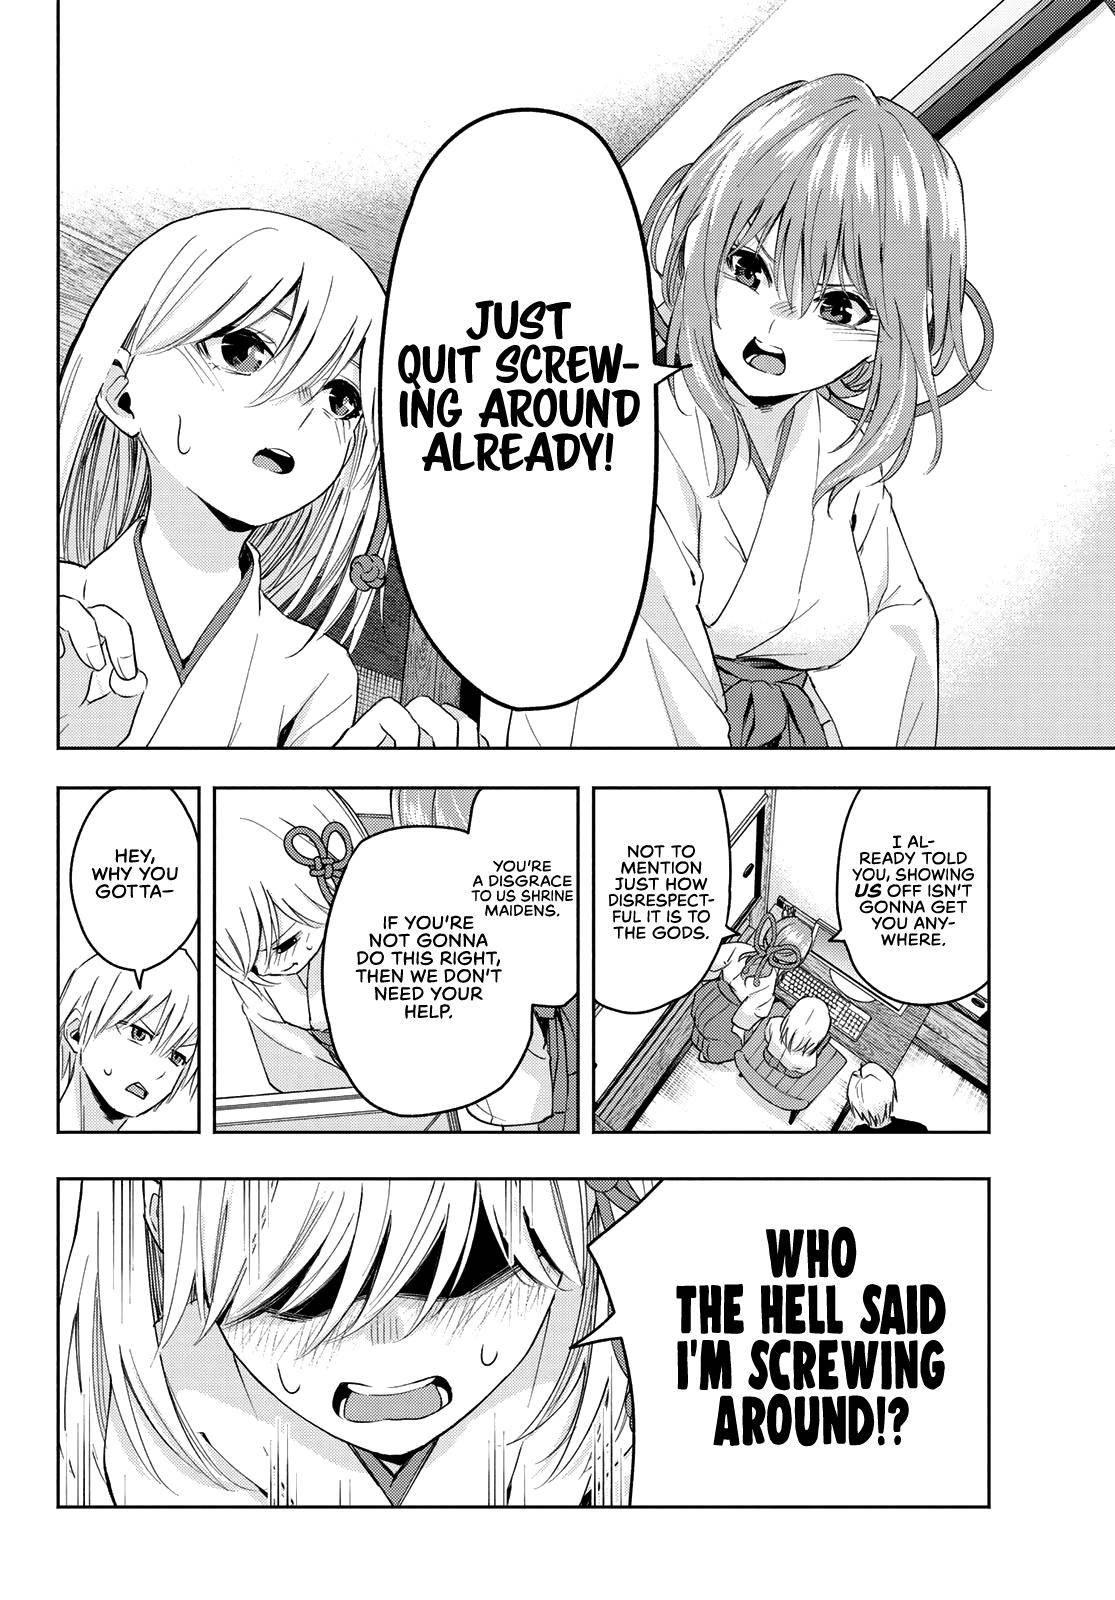 JUST
QUIT SCREW-
ING AROUND
ALREADY!
I AL-
READY TOLD
YOU, SHOWING
US OFF ISN'T
GONNA GET
YOU ANY-
WHERE.
NOT TO
MENTION
JUST HOW
DISRESPECT-
FUL IT IS TO
THE GODS.
YOU'RE
A DISGRACE
TO US SHRINE
MAIDENS.
IF YOU'RE
NOT GONNA
DO THIS RIGHT,
THEN WE DON'T
NEED YOUR
HELP.
HEY,
WHY YOU
GOTTA-
WHO
THE HELL SAID
I'M SCREWING
AROUND!?